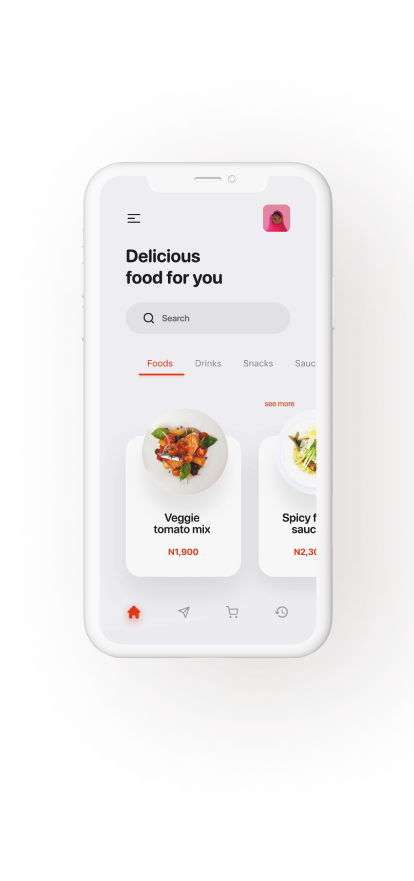 Delicious
food for you
Search
Foods Drinks Snacks Sauc
see more
Veggie
tomato mix
N1,900
Spicy f
sauc
N2,30